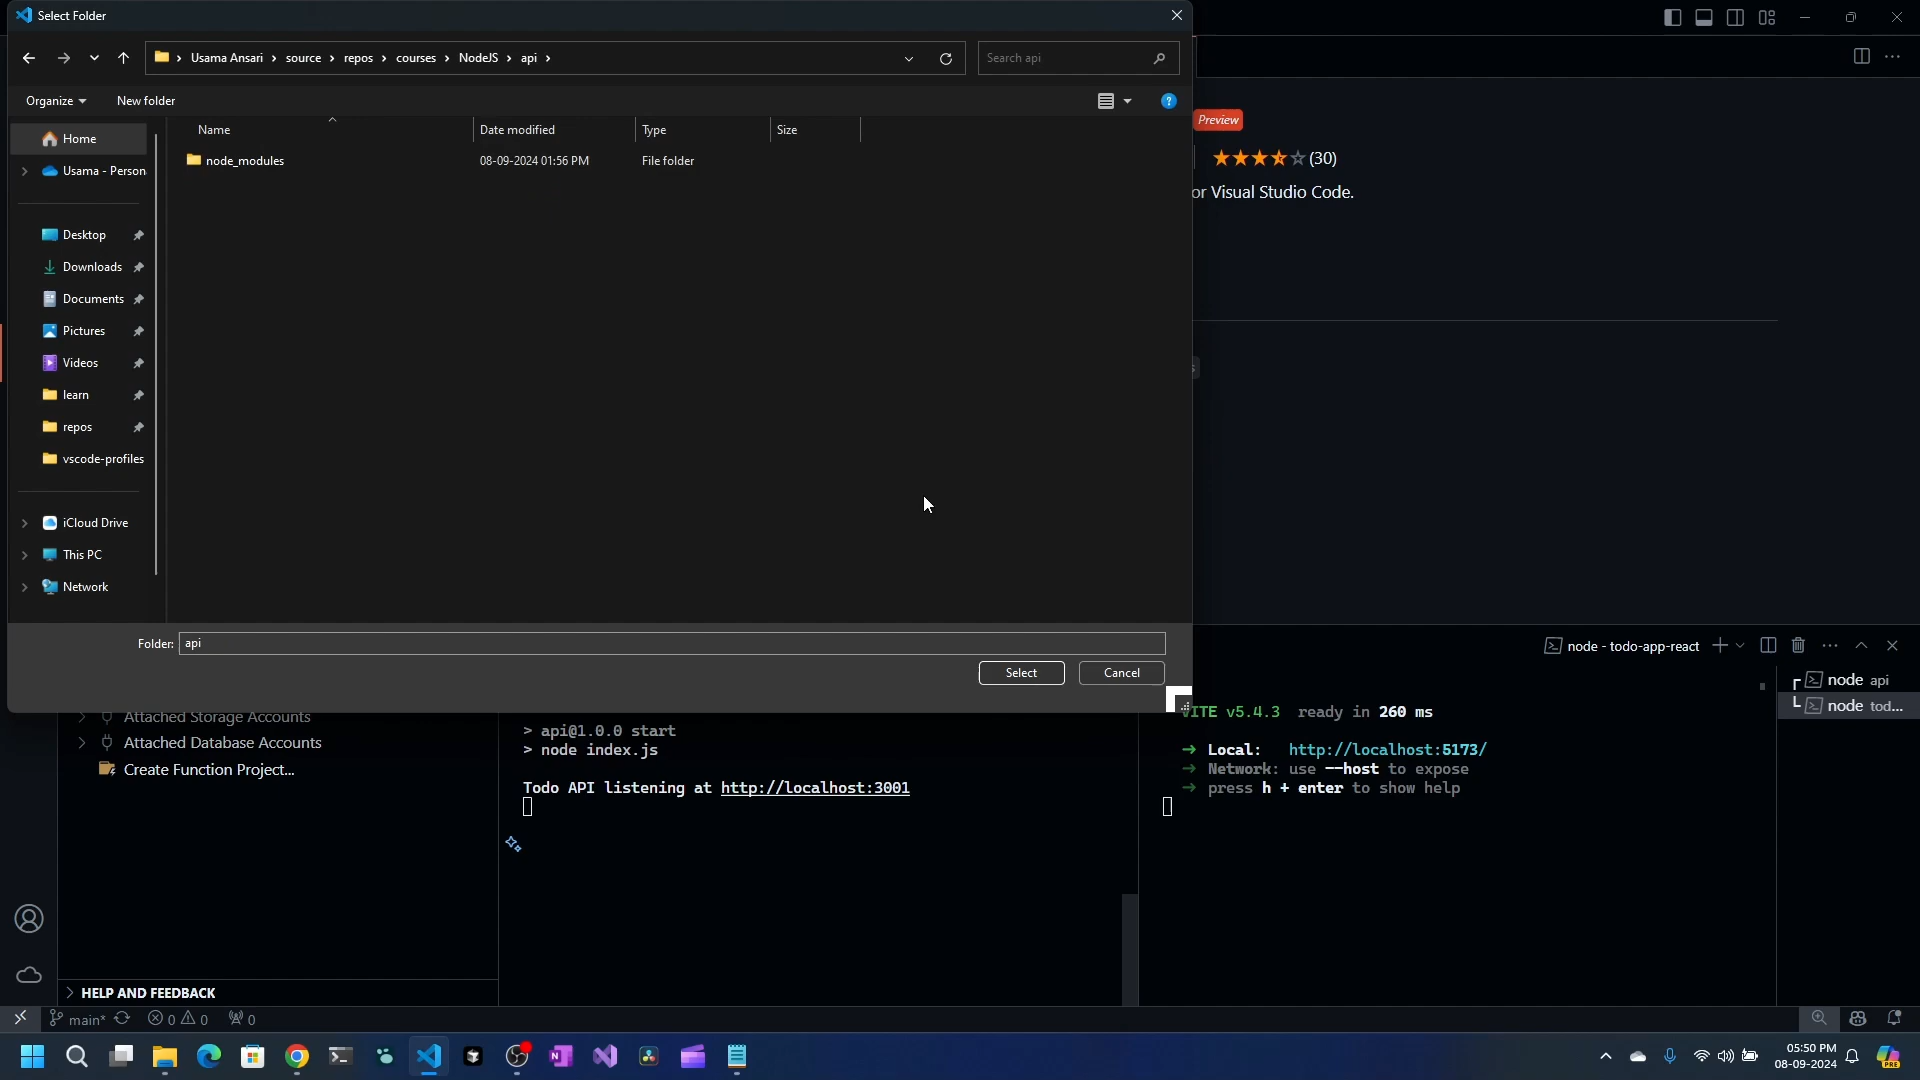 Select Folder
Usama Ansari > source > repos > courses > NodeJS > api >
Search api
Organize
New folder
Preview
Name
Date modified
Type
Size
Home
node_modules
08-09-2024 01:56 PM
File folder
(30)
Usama - Person
or Visual Studio Code.
Desktop
Downloads
Documents
Pictures
Videos
learn
repos
vscode-profiles
iCloud Drive
This PC
Network
Folder:
api
node - todo-app-react
Select
Cancel
node api
node tod...
Attached Storage Accounts
Attached Database Accounts
Create Function Project...
> api@1.0.0 start
> node index.js
Todo API listening at http://localhost:3001
VITE v5.4.3 ready in 260 ms
→ Local: http://localhost:5173/
→ Network: use --host to expose
→ press h + enter to show help
HELP AND FEEDBACK
main*
0
0
0
05:50 PM
08-09-2024
PRE